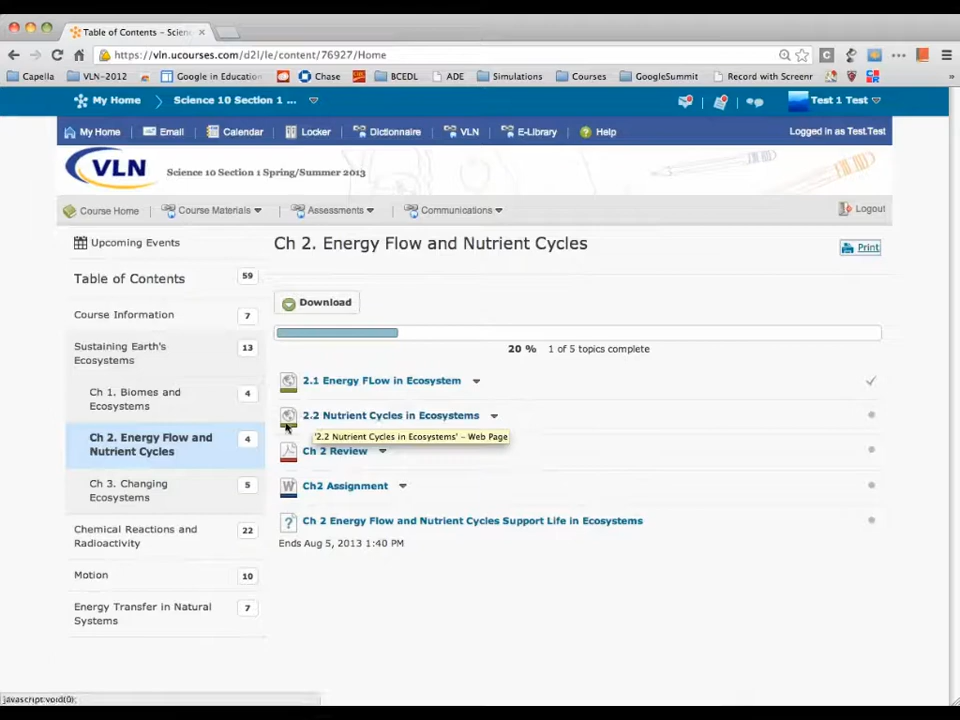 Table of Contents – Scienc
https://vln.ucourses.com/d2l/le/content/76927/Home
Capella VLN-2012 Google in Education Chase BCEDL ADE Simulations Courses GoogleSummit Record with Screenr
My Home Science 10 Section 1 ... Test 1 Test
My Home Email Calendar Locker Dictionnaire VLN E-Library Help Logged in as Test.Test
VLN Science 10 Section 1 Spring/Summer 2013
Course Home Course Materials Assessments Communications Logout
Upcoming Events
Ch 2. Energy Flow and Nutrient Cycles
Print
Table of Contents 59
Download
Course Information 7
Sustaining Earth's
Ecosystems
13
20 % 1 of 5 topics complete
2.1 Energy FLow in Ecosystem
Ch 1. Biomes and
Ecosystems
4
2.2 Nutrient Cycles in Ecosystems
'2.2 Nutrient Cycles in Ecosystems' – Web Page
Ch 2. Energy Flow and
Nutrient Cycles
4
Ch 2 Review
Ch 3. Changing
Ecosystems
5
W Ch2 Assignment
Chemical Reactions and
Radioactivity
22
? Ch 2 Energy Flow and Nutrient Cycles Support Life in Ecosystems
Ends Aug 5, 2013 1:40 PM
Motion 10
Energy Transfer in Natural
Systems
7
javascript:void(0);